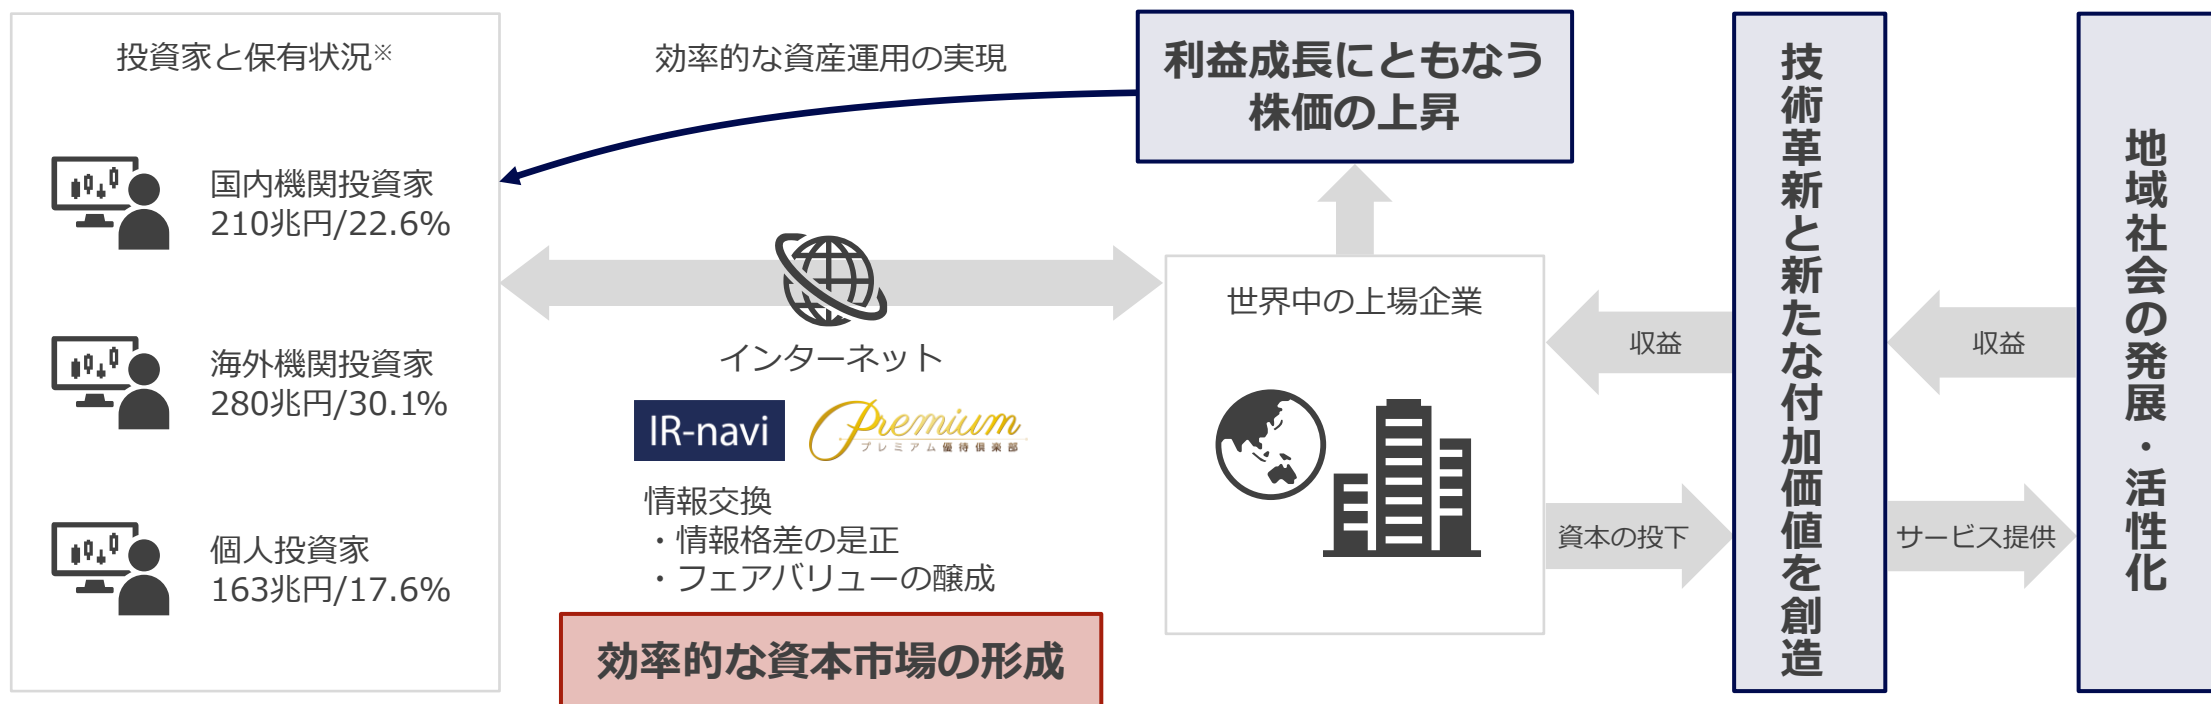 投資家と保有状況※
国内機関投資家
210兆円/22.6%
海外機関投資家
280兆円/30.1%
個人投資家
163兆円/17.6%
効率的な資産運用の実現
インターネット
IR-navi
Premium
プレミアム優待倶楽部
情報交換
・情報格差の是正
・フェアバリューの醸成
効率的な資本市場の形成
利益成長にともなう
株価の上昇
世界中の上場企業
収益
資本の投下
技術革新と新たな付加価値を創造
収益
サービス提供
地域社会の発展・活性化